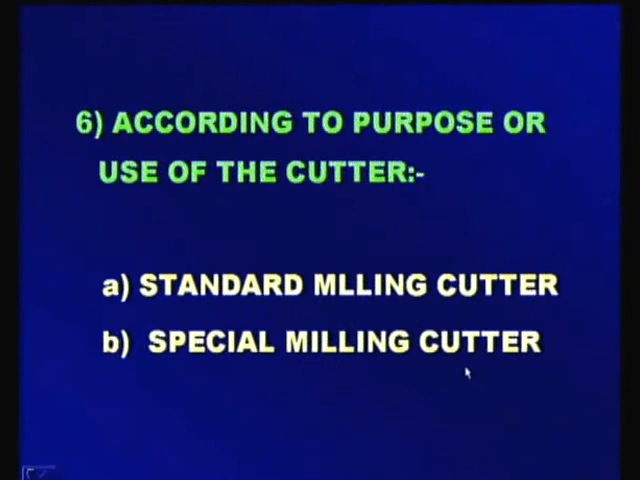 6) ACCORDING TO PURPOSE OR
USE OF THE CUTTER:-
a) STANDARD MLLING CUTTER
b) SPECIAL MILLING CUTTER